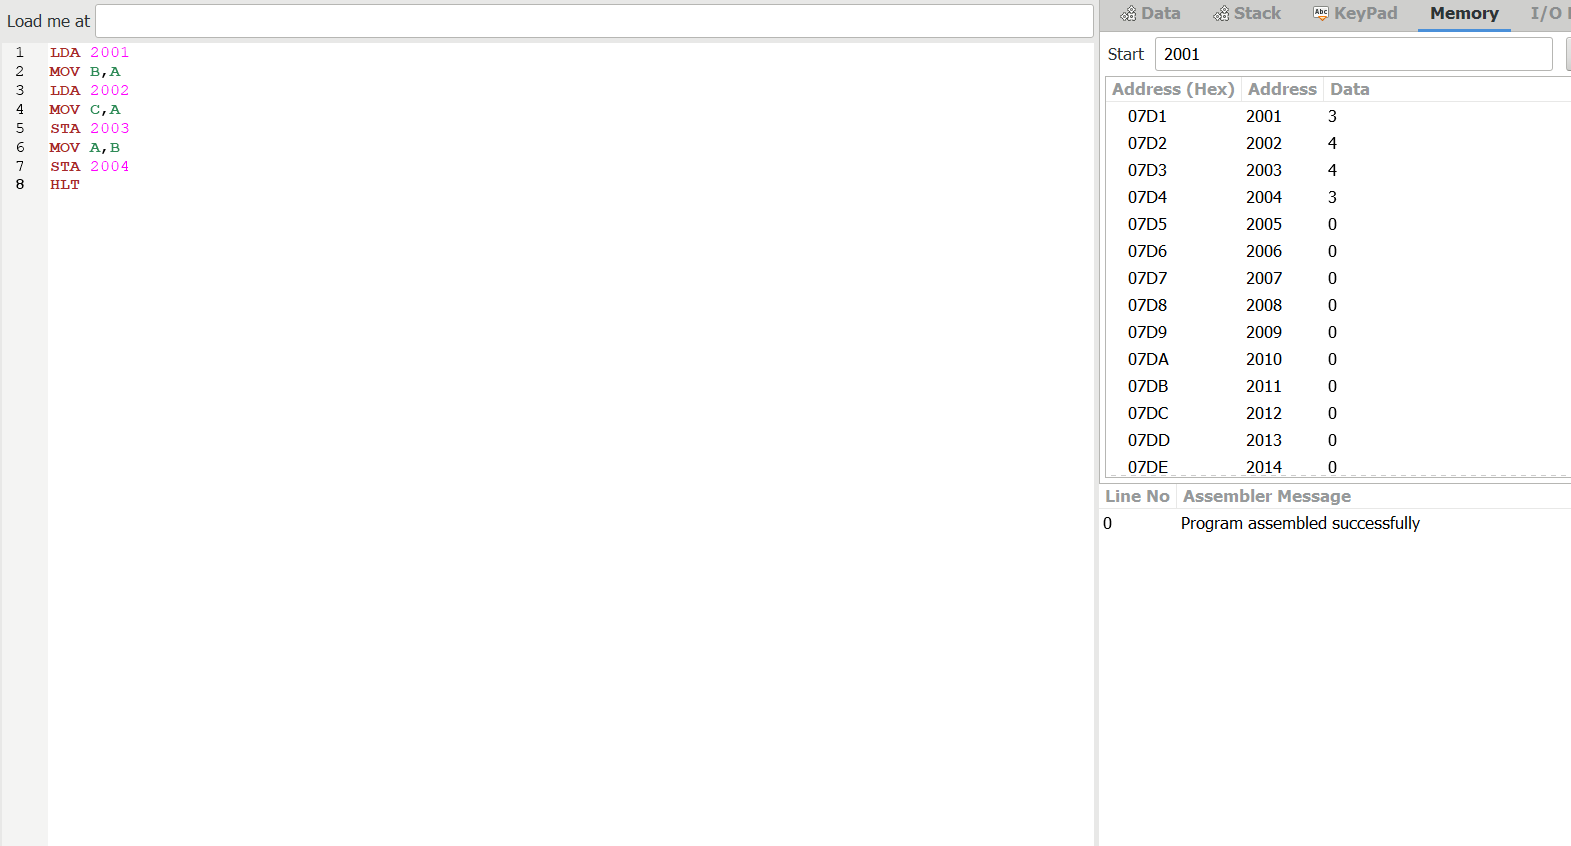 Load me at
1 LDA 2001
2 MOV B,A
3 LDA 2002
4 MOV C,A
5 STA 2003
6 MOV A,B
7 STA 2004
8 HLT
Data Stack Abc KeyPad Memory I/O
Start 2001
Address (Hex) Address Data
07D1 2001 3
07D2 2002 4
07D3 2003 4
07D4 2004 3
07D5 2005 0
07D6 2006 0
07D7 2007 0
07D8 2008 0
07D9 2009 0
07DA 2010 0
07DB 2011 0
07DC 2012 0
07DD 2013 0
07DE 2014 0
Line No Assembler Message
0 Program assembled successfully